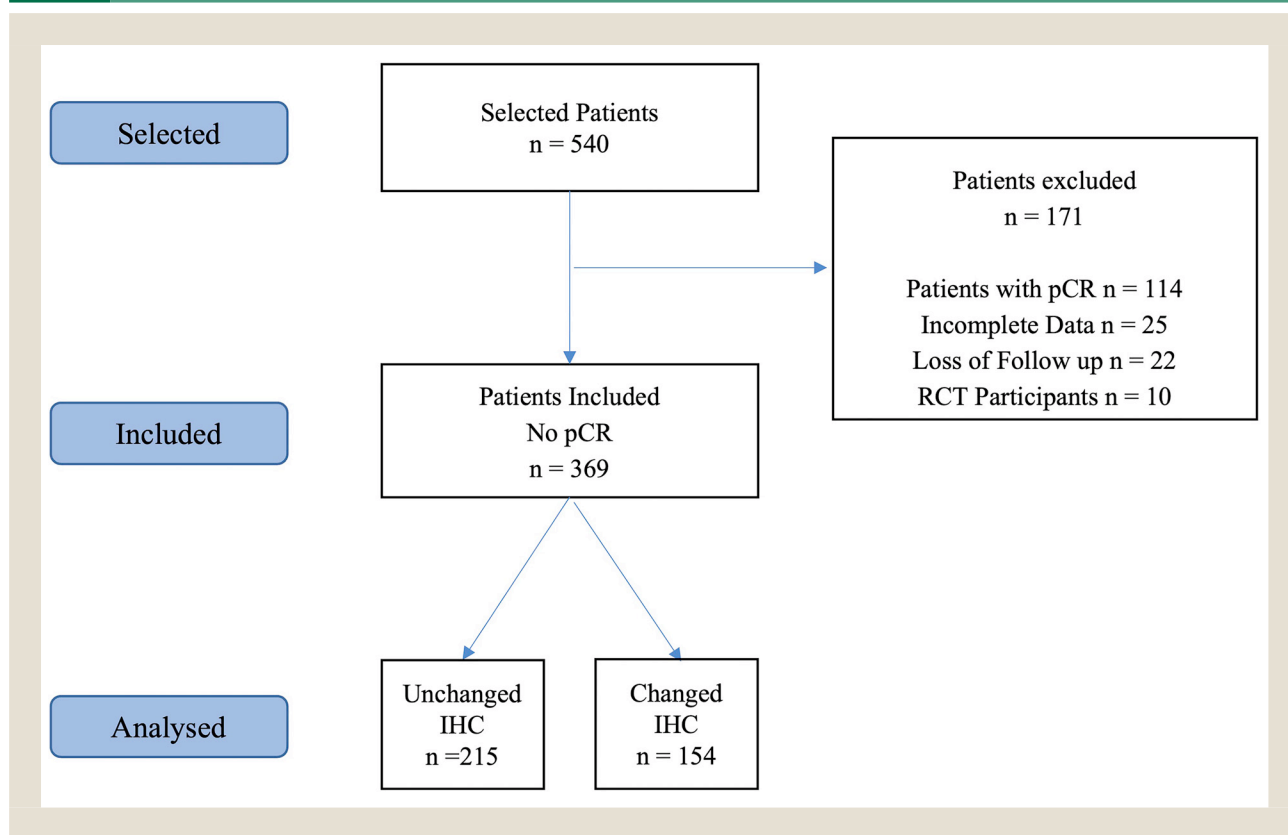 Selected
Selected Patients
n = 540
Patients excluded
n = 171
Patients with pCR n = 114
Incomplete Data n = 25
Loss of Follow up n = 22
RCT Participants n = 10
Included
Patients Included
No pCR
n = 369
Analysed
Unchanged
IHC
n =215
Changed
IHC
n = 154